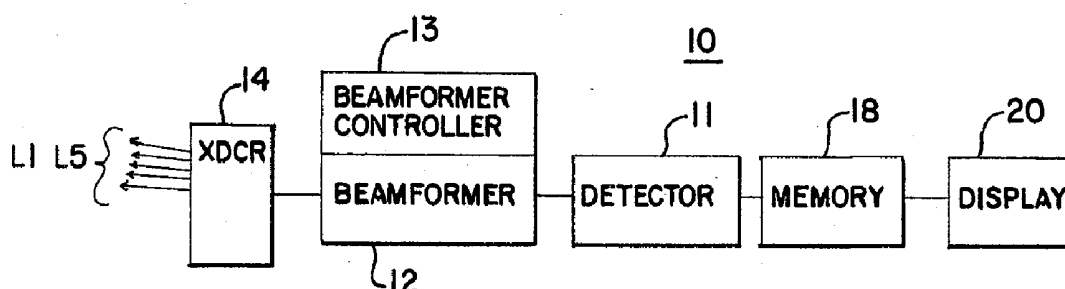 10
13
14
BEAMFORMER
CONTROLLER
11
18
20
L1 L5
XDCR
BEAMFORMER
DETECTOR
MEMORY
DISPLAY
12